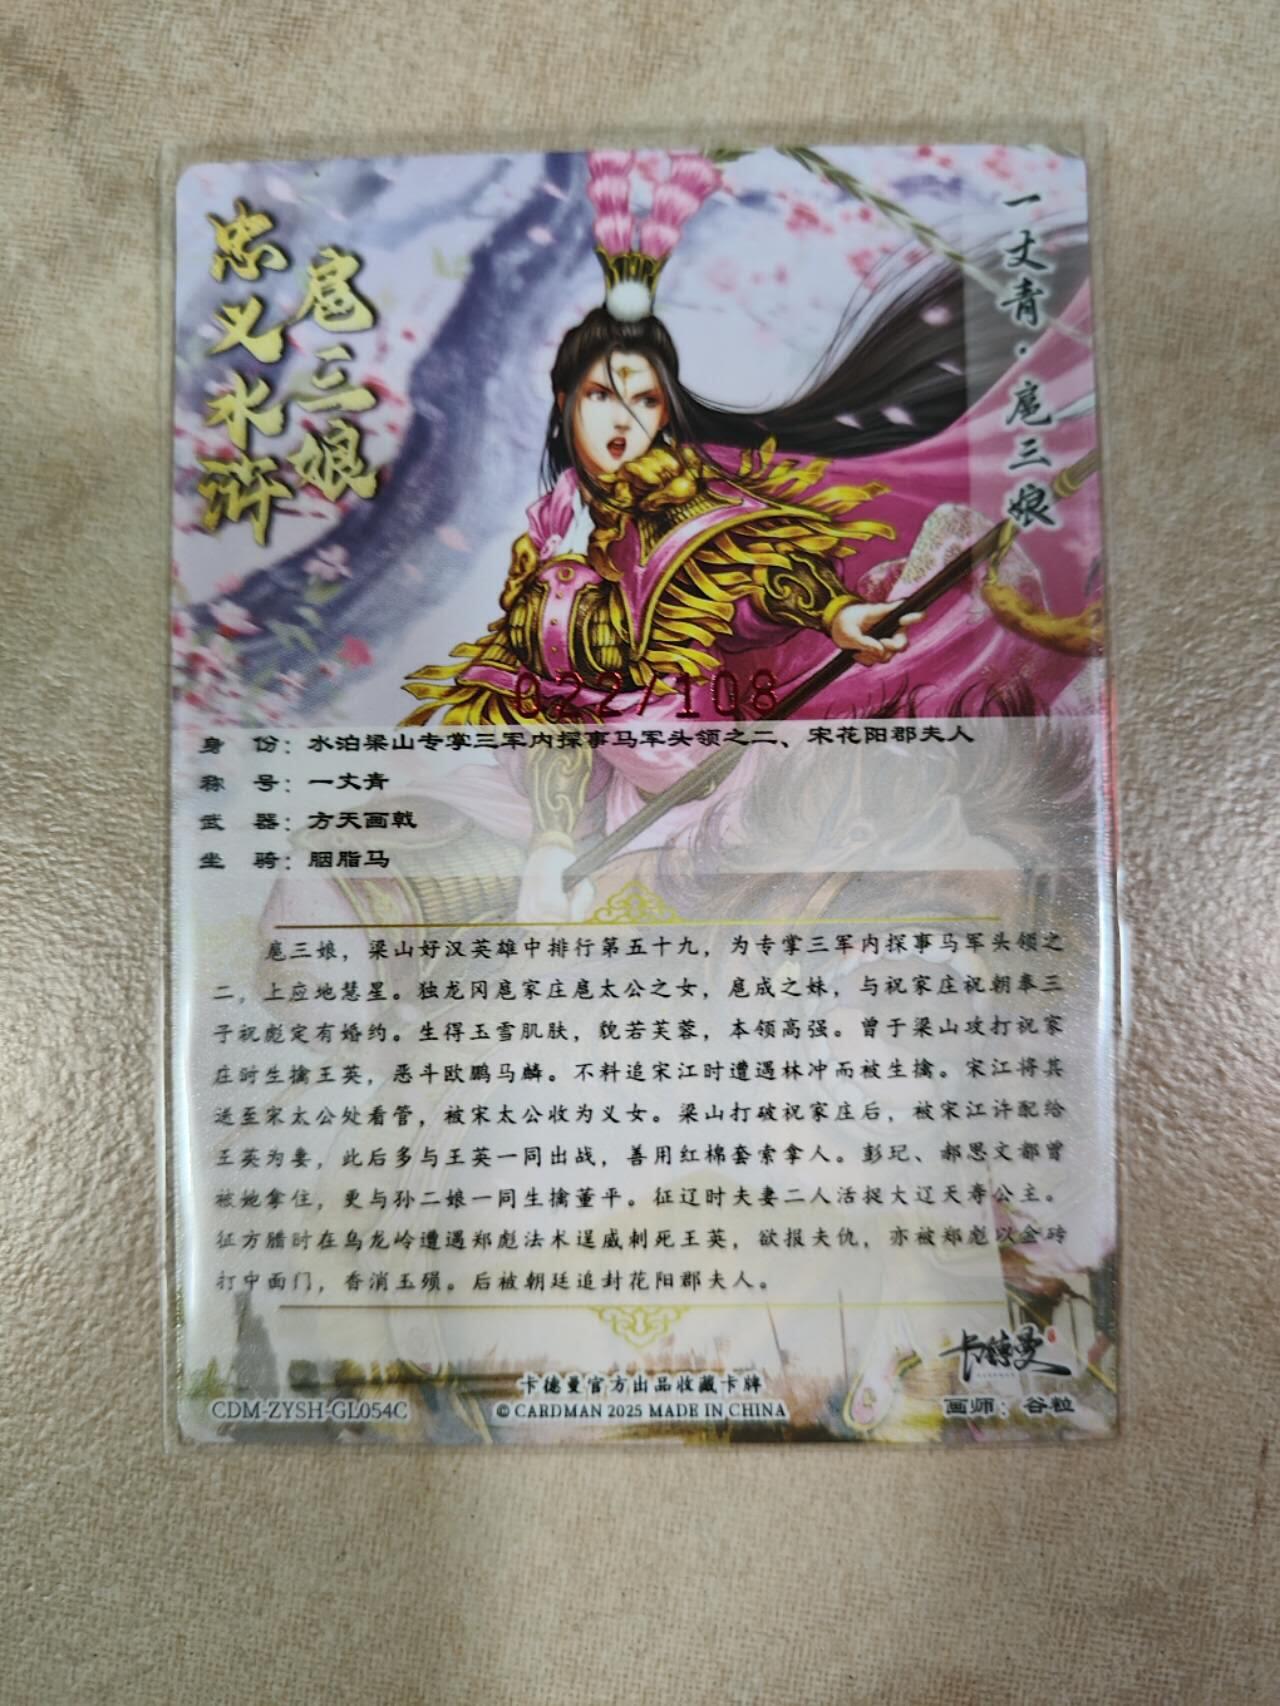 忠义水浒
扈三娘
一丈青·扈三娘
022/108
身 份：水泊梁山专掌三军内探事马军头领之二、宋花阳郡夫人
称 号：一丈青
武 器：方天画戟
坐 骑：胭脂马
扈三娘，梁山好汉英雄中排行第五十九，为专掌三军内探事马军头领之
二，上应地慧星。独龙冈扈家庄扈太公之女，扈成之妹，与祝家庄祝朝奉三
子祝彪定有婚约。生得玉雪肌肤，貌若芙蓉，本领高强。曾于梁山攻打祝家
庄时生擒王英，恶斗欧鹏马麟。不料追宋江时遭遇林冲而被生擒。宋江将其
送至宋太公处看管，被宋太公收为义女。梁山打破祝家庄后，被宋江许配给
王英为妻，此后多与王英一同出战，善用红棉套索拿人。彭玘、郝思文都曾
被她拿住，更与孙二娘一同生擒董平。征辽时夫妻二人活捉大辽天寿公主。
征方腊时在乌龙岭遭遇郑彪法术逞威刺死王英，欲报夫仇，亦被郑彪以金砖
打中面门，香消玉殒。后被朝廷追封花阳郡夫人。
卡德曼
卡德曼官方出品收藏卡牌
CDM-ZYSH-GL054C
© CARDMAN 2025 MADE IN CHINA
画师：谷粒